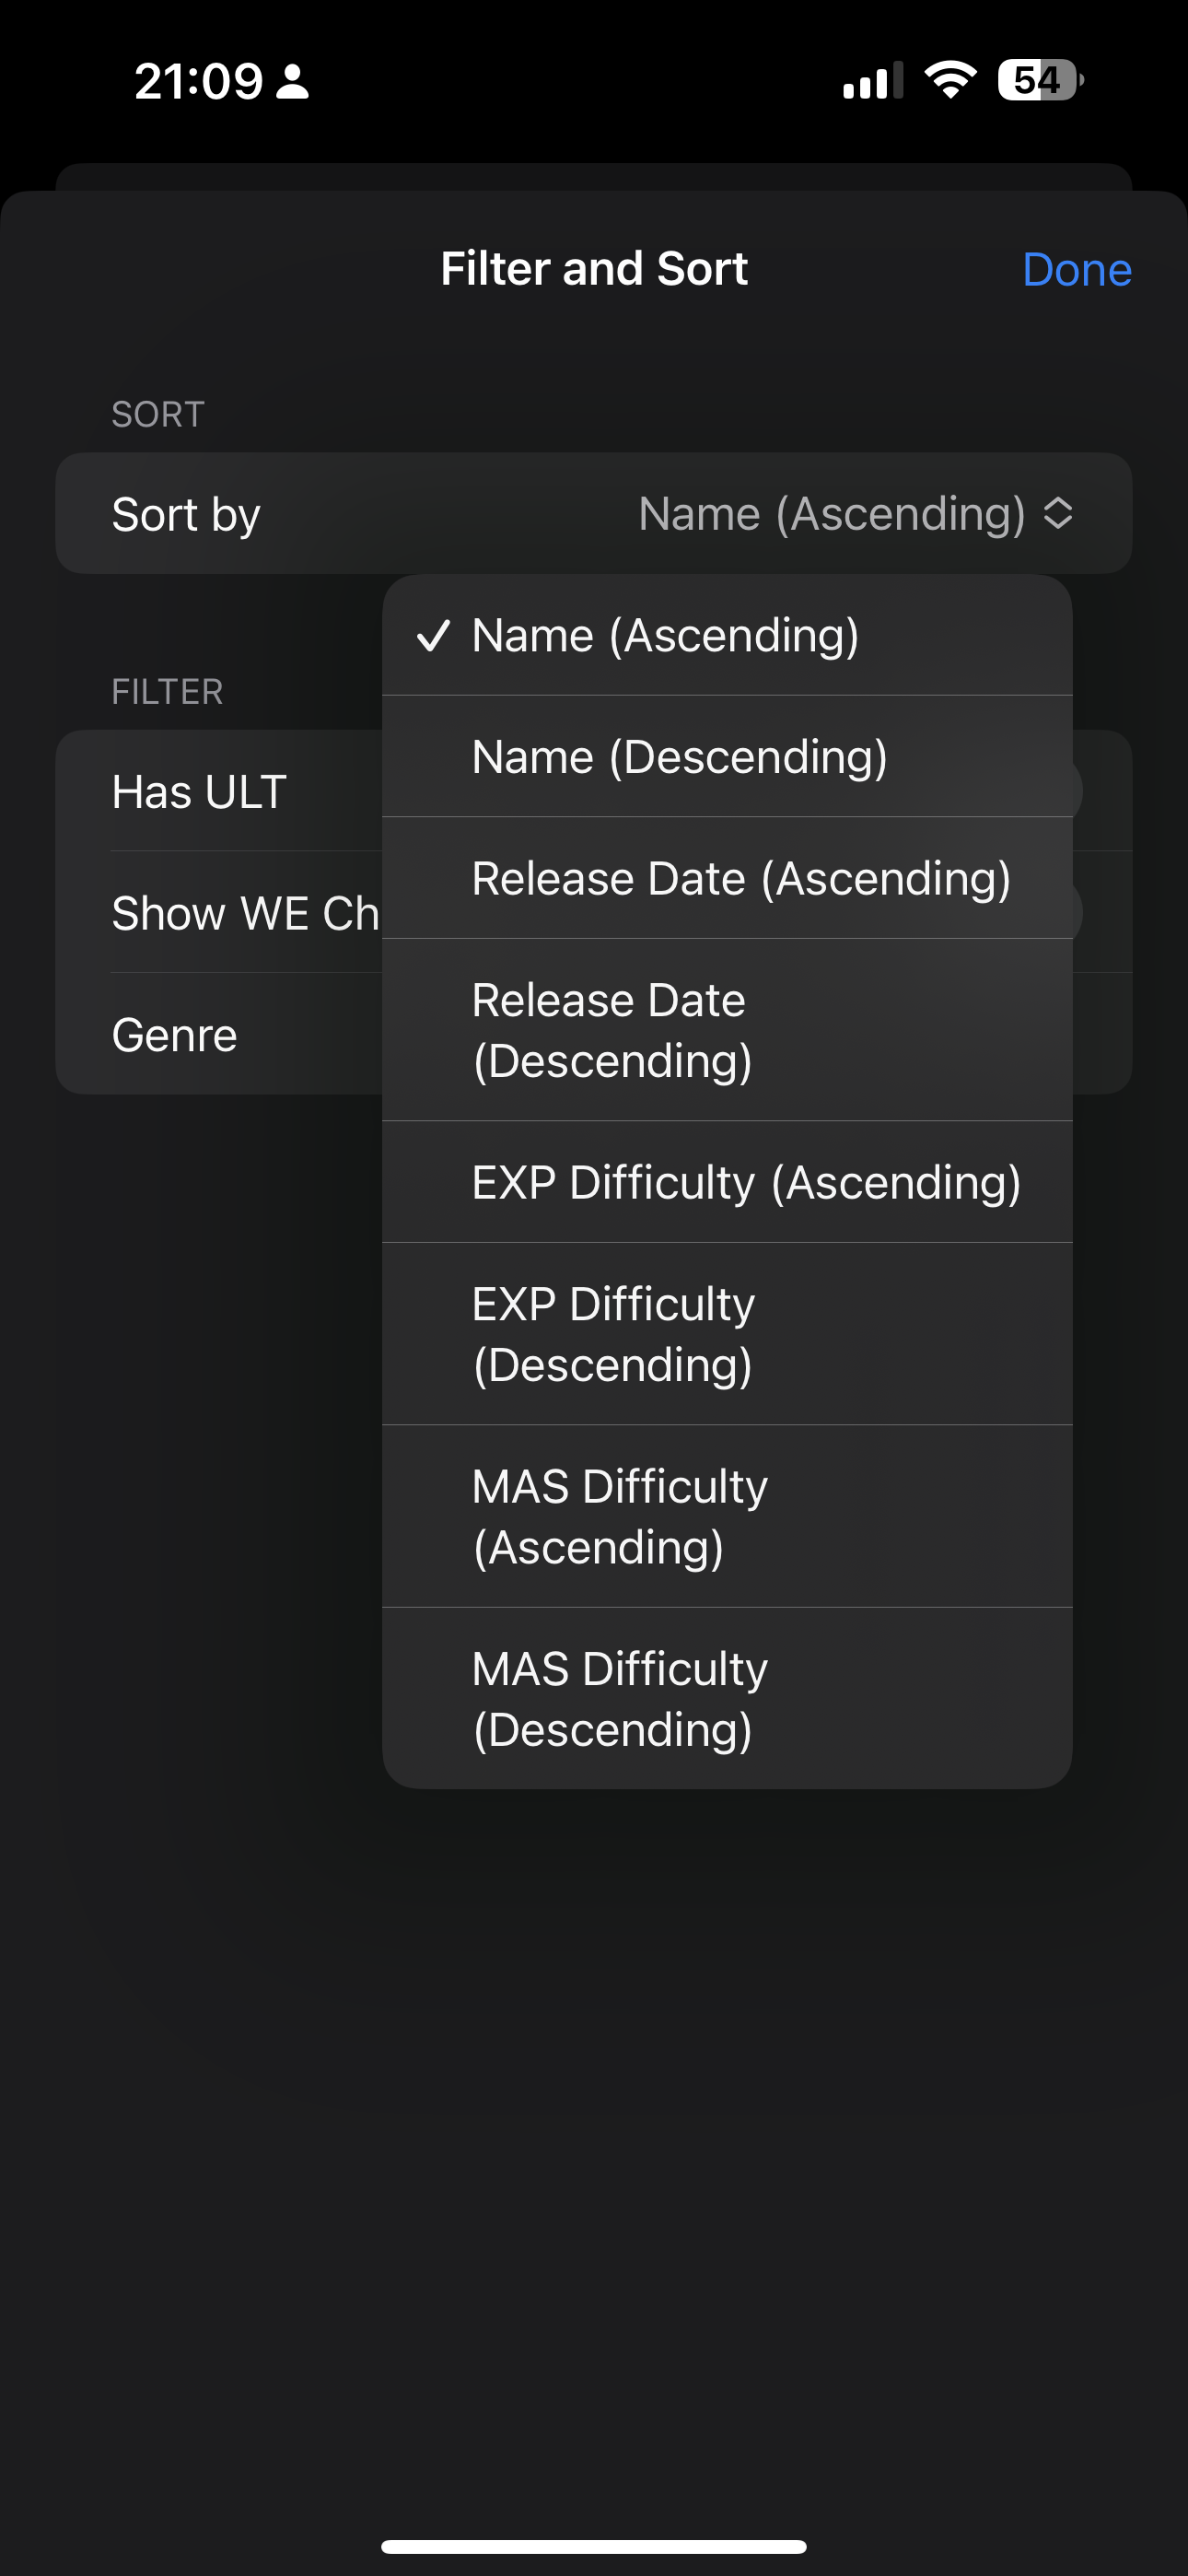 21:09
54
Filter and Sort
Done
SORT
Sort by
Name (Ascending)
Name (Ascending)
Name (Descending)
Release Date (Ascending)
Release Date
(Descending)
EXP Difficulty (Ascending)
EXP Difficulty
(Descending)
MAS Difficulty
(Ascending)
MAS Difficulty
(Descending)
FILTER
Has ULT
Show WE Ch
Genre